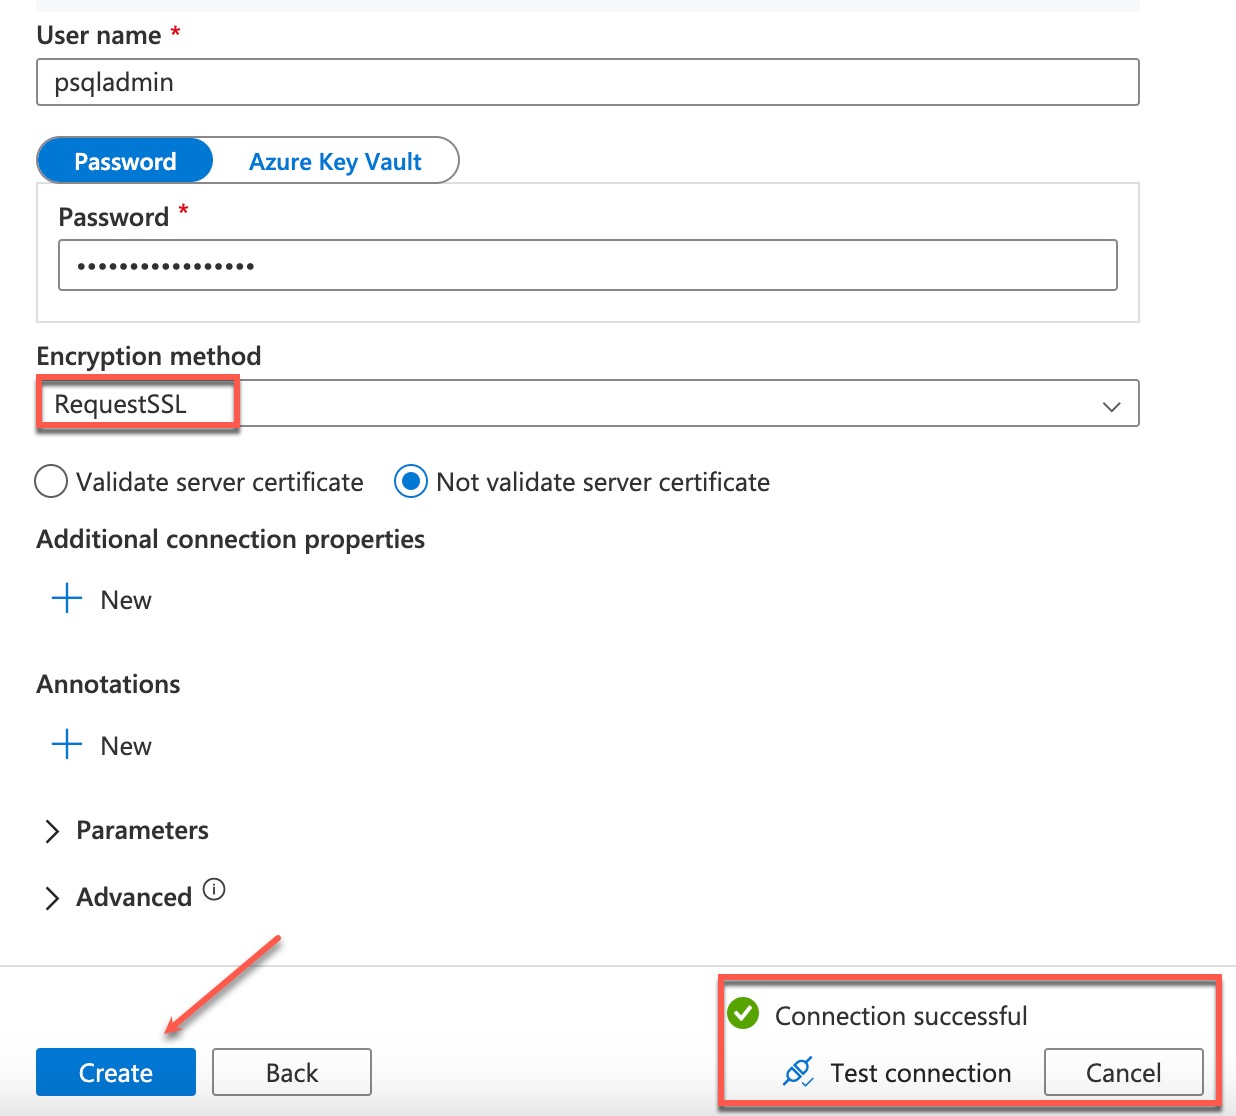 User name *
psqladmin
Password Azure Key Vault
Password *
•••••••••••••••••
Encryption method
RequestSSL
Validate server certificate Not validate server certificate
Additional connection properties
New
Annotations
New
Parameters
Advanced
Connection successful
Create Back Test connection Cancel